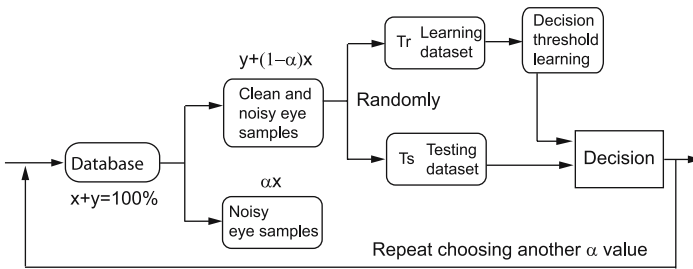 Database
x+y=100%
y+(1–α)x
Clean and
noisy eye
samples
αx
Noisy
eye samples
Randomly
Tr Learning
dataset
Ts Testing
dataset
Decision
threshold
learning
Decision
Repeat choosing another α value